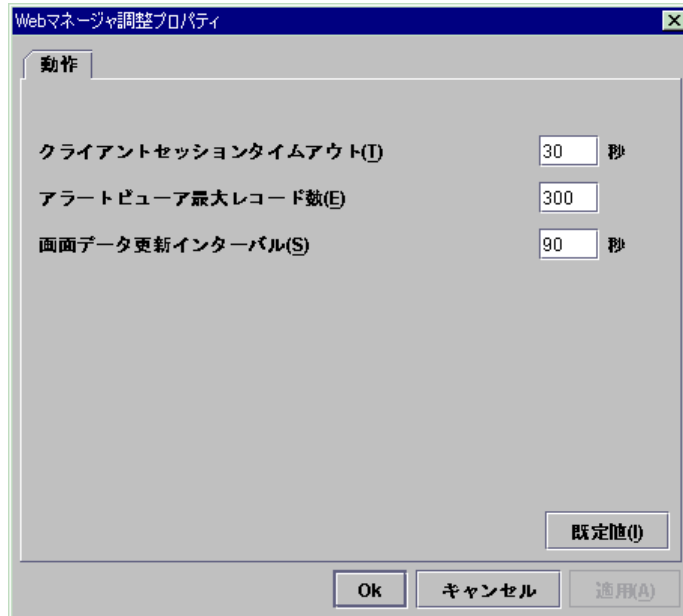 Webマネージャ調整プロパティ
動作
クライアントセッションタイムアウト(T) 30 秒
アラートビューア最大レコード数(E) 300
画面データ更新インターバル(S) 90 秒
既定値(I)
Ok キャンセル 適用(A)